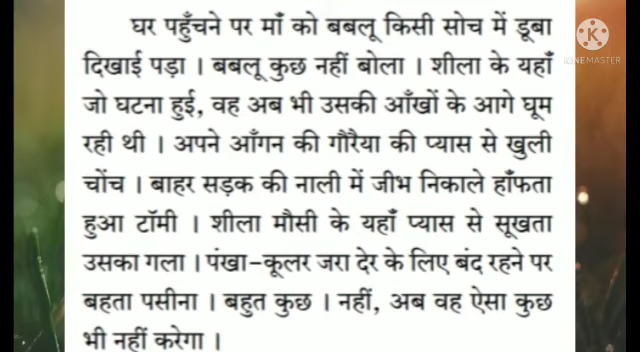 घर पहुँचने पर माँ को बबलू किसी सोच में डूबा
दिखाई पड़ा । बबलू कुछ नहीं बोला । शीला के यहाँ
जो घटना हुई, वह अब भी उसकी आँखों के आगे घूम
रही थी । अपने आँगन की गौरैया की प्यास से खुली
चोंच । बाहर सड़क की नाली में जीभ निकाले हाँफता
हुआ टॉमी । शीला मौसी के यहाँ प्यास से सूखता
उसका गला । पंखा-कूलर जरा देर के लिए बंद रहने पर
बहता पसीना । बहुत कुछ । नहीं, अब वह ऐसा कुछ
भी नहीं करेगा ।
K
KINEMASTER